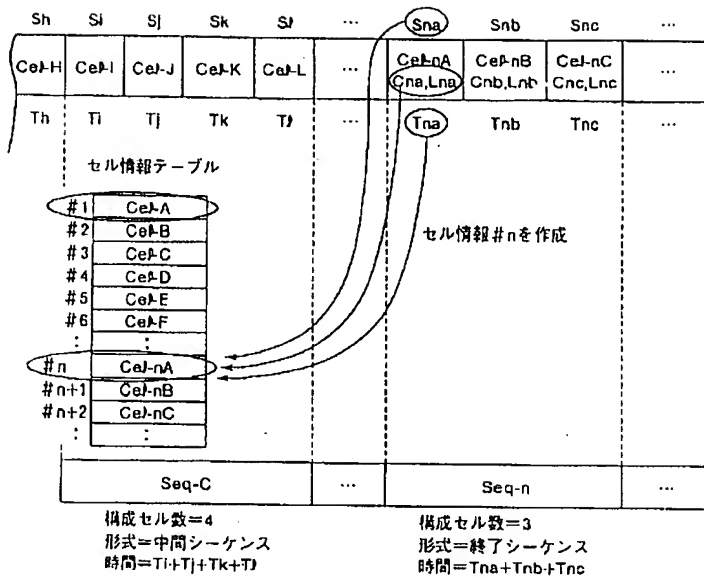 Sh Si Sj Sk Sl … Sna Snb Snc …
Cel-H Cel-I Cel-J Cel-K Cel-L … Cel-nA Cel-nB Cel-nC …
Cna,Lna Cnb,Lnb Cnc,Lnc
Th Ti Tj Tk Tl … Tna Tnb Tnc …
セル情報テーブル
#1 Cel-A
#2 Cel-B
#3 Cel-C
#4 Cel-D
#5 Cel-E
#6 Cel-F
: :
#n Cel-nA
#n+1 Cel-nB
#n+2 Cel-nC
: :
セル情報#nを作成
Seq-C … Seq-n …
構成セル数=4
形式=中間シーケンス
時間=Ti+Tj+Tk+Tl
構成セル数=3
形式=終了シーケンス
時間=Tna+Tnb+Tnc